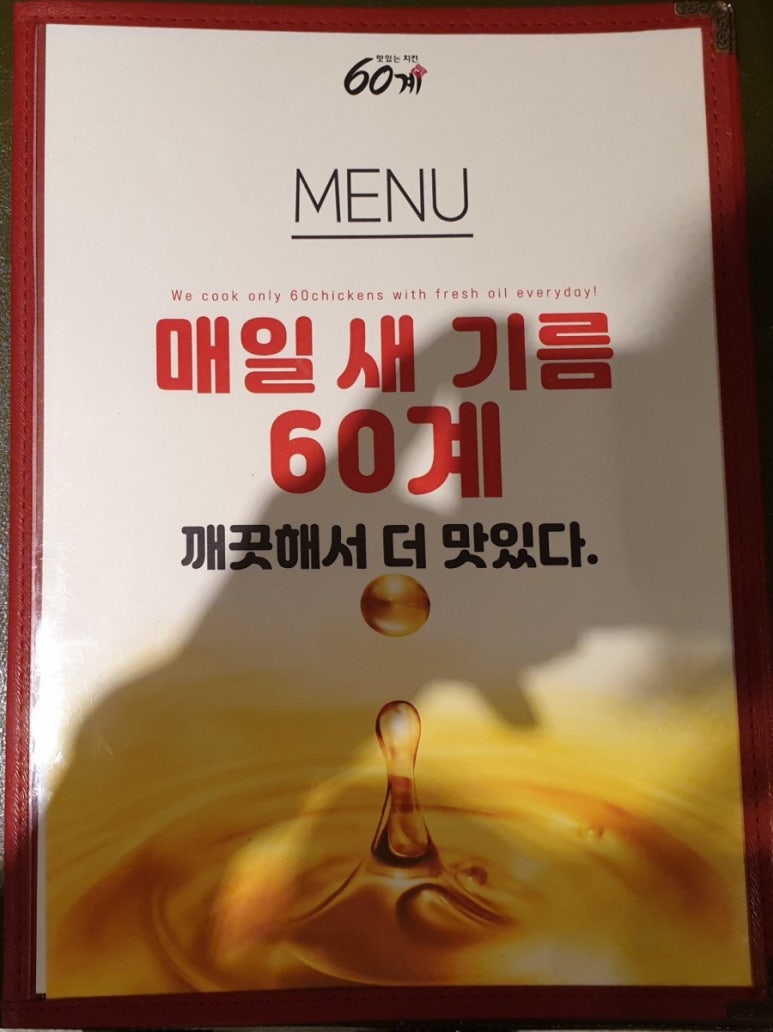 맛있는 치킨
60계
MENU
We cook only 60chickens with fresh oil everyday!
매일 새 기름
60계
깨끗해서 더 맛있다.